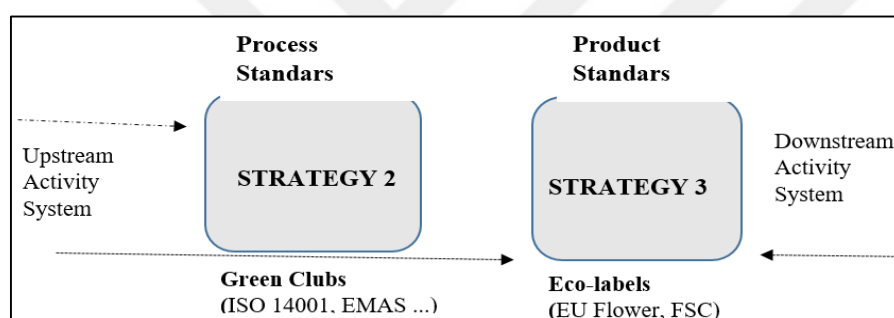 Process
Standars
Product
Standars
Upstream
Activity
System
STRATEGY 2
STRATEGY 3
Downstream
Activity
System
Green Clubs
(ISO 14001, EMAS ...)
Eco-labels
(EU Flower, FSC)